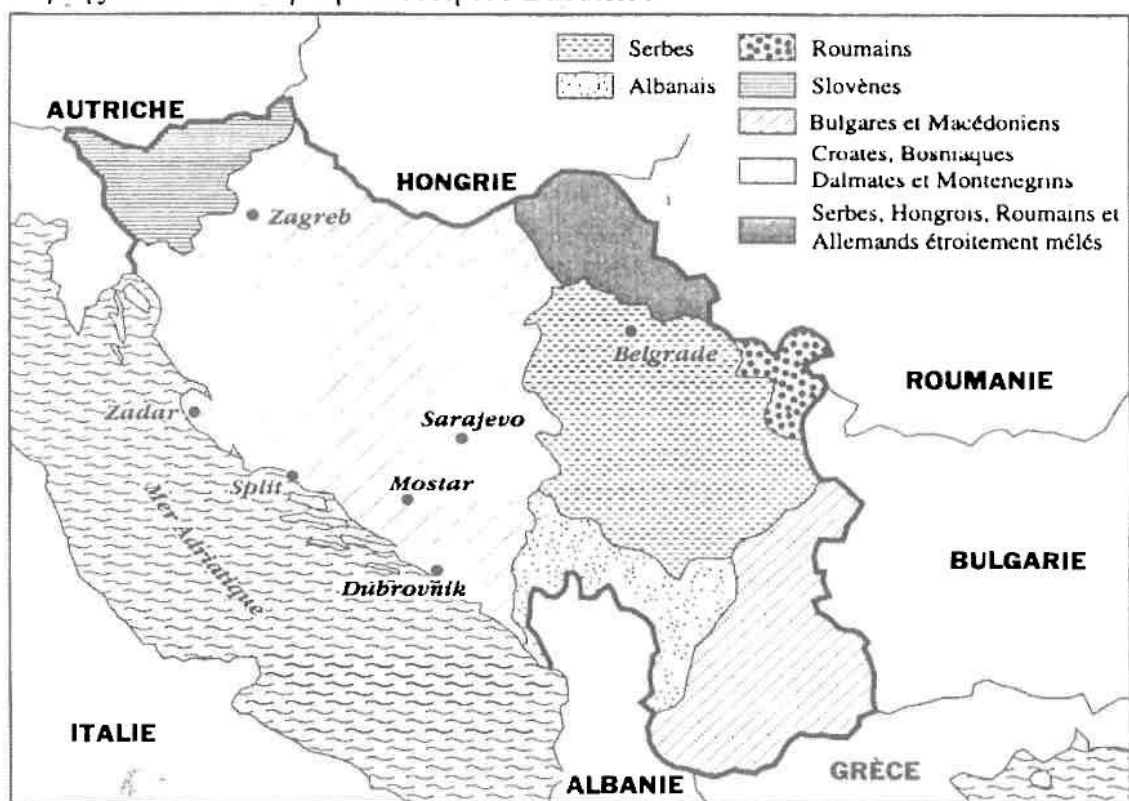 Serbes
Roumains
Albanais
Slovènes
Bulgares et Macédoniens
Croates, Bosniaques
Dalmates et Montenegrins
Serbes, Hongrois, Roumains et
Allemands étroitement mélés
AUTRICHE
HONGRIE
Zagreb
Belgrade
ROUMANIE
Zadar
Sarajevo
Split
Mostar
Mer Adriatique
Dubrovnik
BULGARIE
ITALIE
ALBANIE
GRÈCE